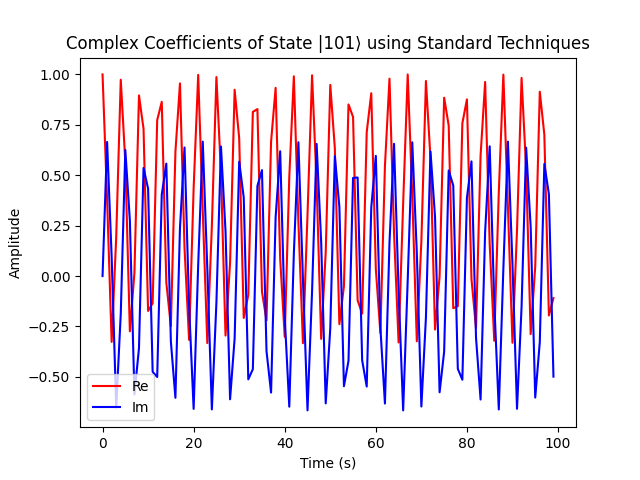 Complex Coefficients of State |101⟩ using Standard Techniques
1.00
0.75
0.50
0.25
0.00
−0.25
−0.50
Amplitude
Re
Im
0 20 40 60 80 100
Time (s)